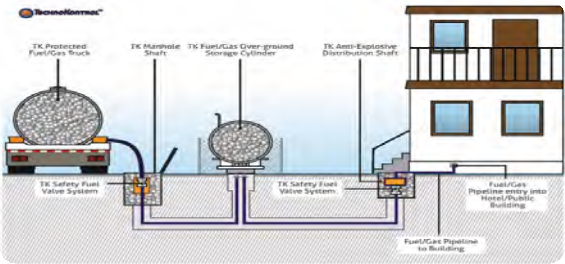 TechnoKontrol™
TK Protected
Fuel/Gas Truck
TK Manhole
Shaft
TK Fuel/Gas Over-ground
Storage Cylinder
TK Anti-Explosive
Distribution Shaft
TK Safety Fuel
Valve System
TK Safety Fuel
Valve System
Fuel/Gas
Pipeline entry into
Hotel/Public
Building
Fuel/Gas Pipeline
to Building